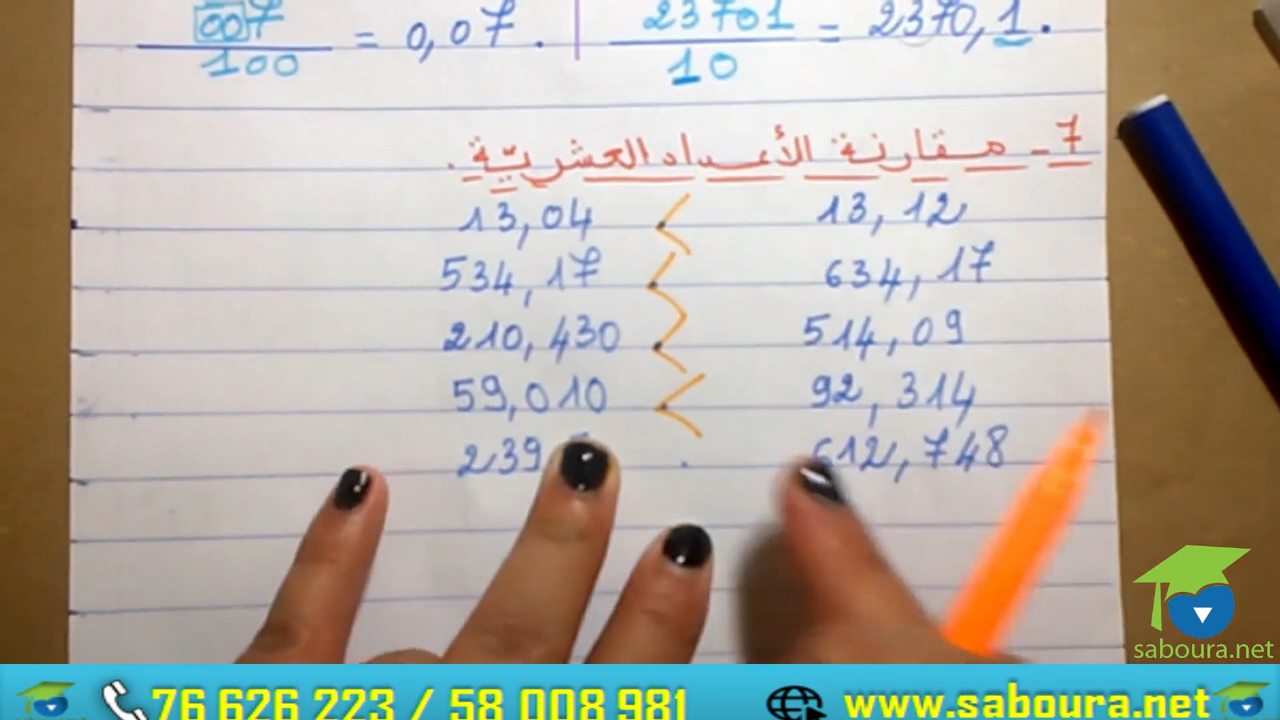 007/100 = 0,07 . | 23701/10 = 2370,1 .
7- مقارنة الأعداد العشريّة .
13,04 < 13,12
534,17 < 634,17
210,430 < 514,09
59,010 < 92,314
239 . 612,748
saboura.net
76 626 223 / 58 008 981 www.saboura.net